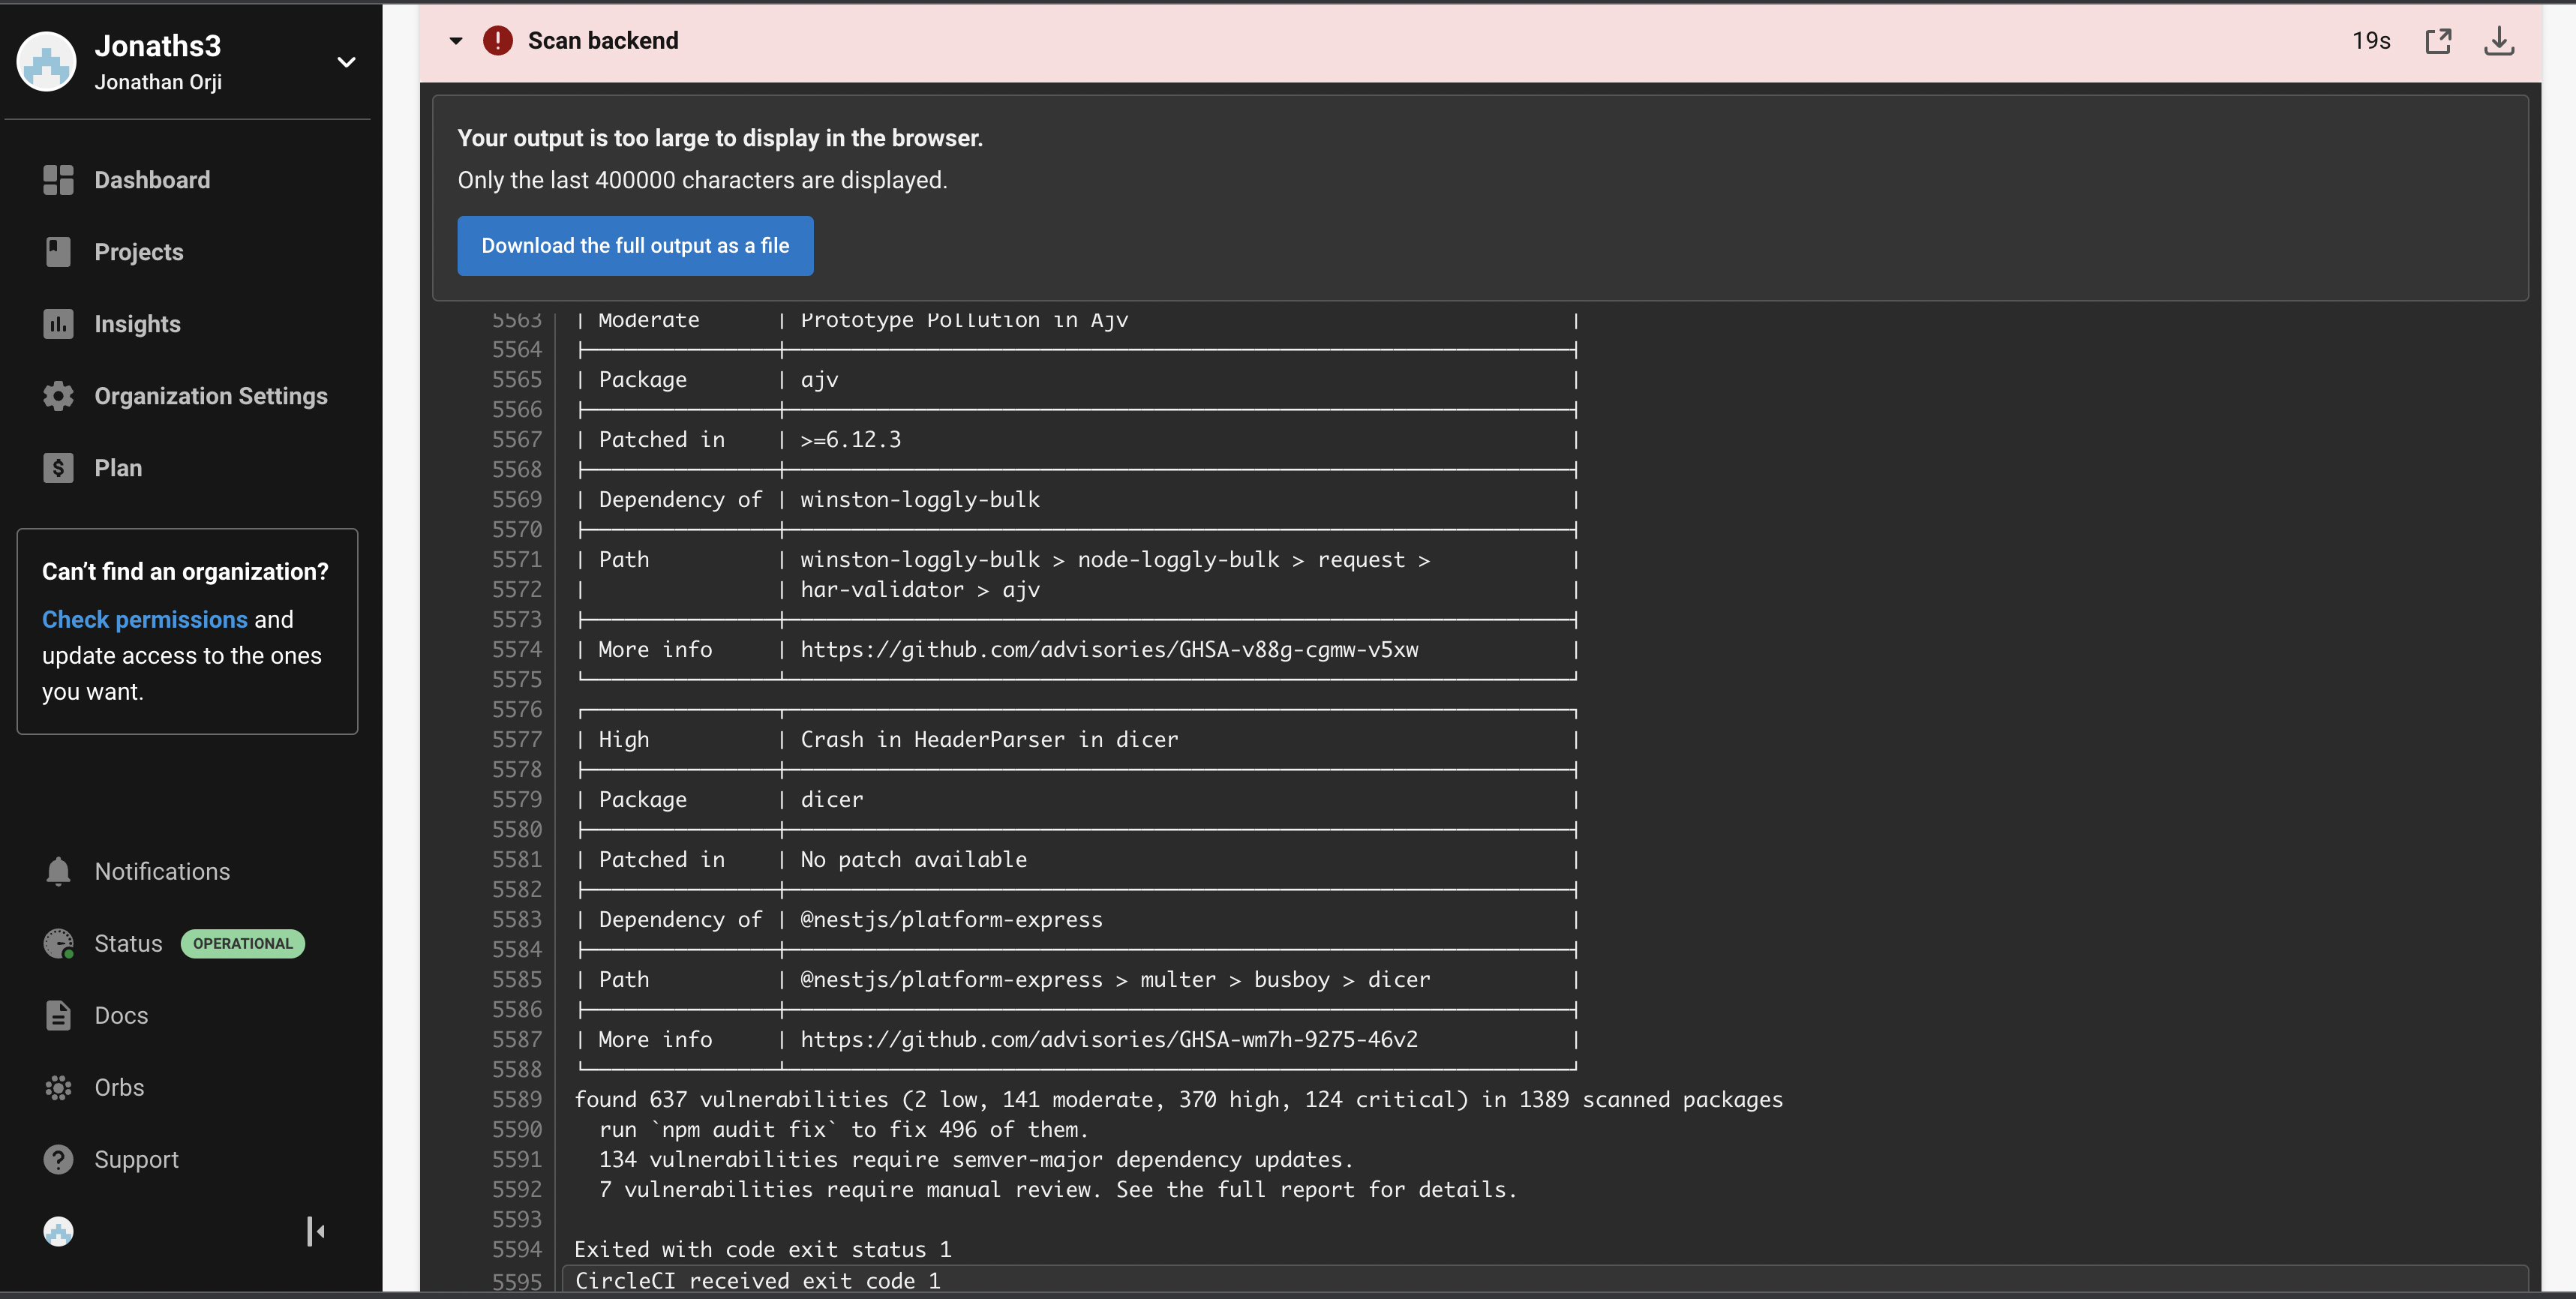 Jonaths3
Jonathan Orji
Dashboard
Projects
Insights
Organization Settings
Plan
Can't find an organization?
Check permissions and
update access to the ones
you want.
Notifications
Status OPERATIONAL
Docs
Orbs
Support
Scan backend 19s
Your output is too large to display in the browser.
Only the last 400000 characters are displayed.
Download the full output as a file
5563 | Moderate | Prototype Pollution in Ajv |
5564
5565 | Package | ajv |
5566
5567 | Patched in | >=6.12.3 |
5568
5569 | Dependency of | winston-loggly-bulk |
5570
5571 | Path | winston-loggly-bulk > node-loggly-bulk > request > |
5572 | | har-validator > ajv |
5573
5574 | More info | https://github.com/advisories/GHSA-v88g-cgmw-v5xw |
5575
5576
5577 | High | Crash in HeaderParser in dicer |
5578
5579 | Package | dicer |
5580
5581 | Patched in | No patch available |
5582
5583 | Dependency of | @nestjs/platform-express |
5584
5585 | Path | @nestjs/platform-express > multer > busboy > dicer |
5586
5587 | More info | https://github.com/advisories/GHSA-wm7h-9275-46v2 |
5588
5589 found 637 vulnerabilities (2 low, 141 moderate, 370 high, 124 critical) in 1389 scanned packages
5590 run `npm audit fix` to fix 496 of them.
5591 134 vulnerabilities require semver-major dependency updates.
5592 7 vulnerabilities require manual review. See the full report for details.
5593
5594 Exited with code exit status 1
5595 CircleCI received exit code 1